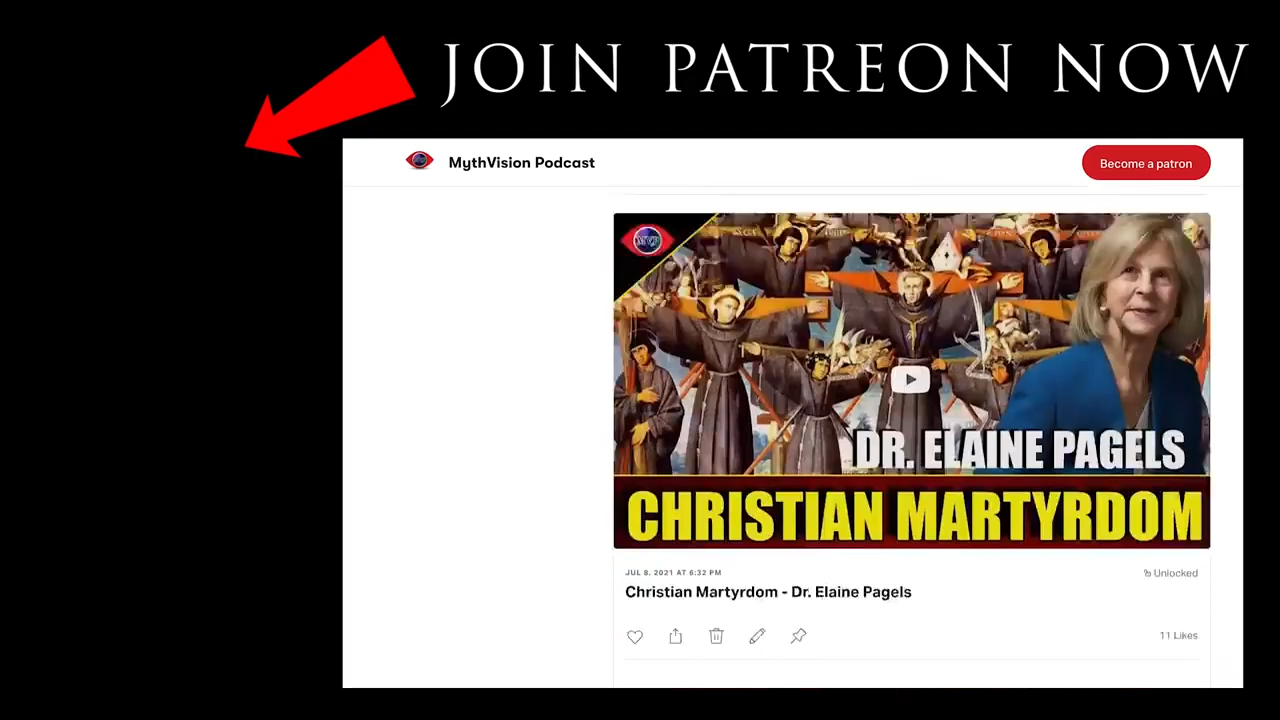 JOIN PATREON NOW
MythVision Podcast
Become a patron
MVP
DR. ELAINE PAGELS
CHRISTIAN MARTYRDOM
JUL 8, 2021 AT 6:32 PM
Unlocked
Christian Martyrdom - Dr. Elaine Pagels
11 Likes